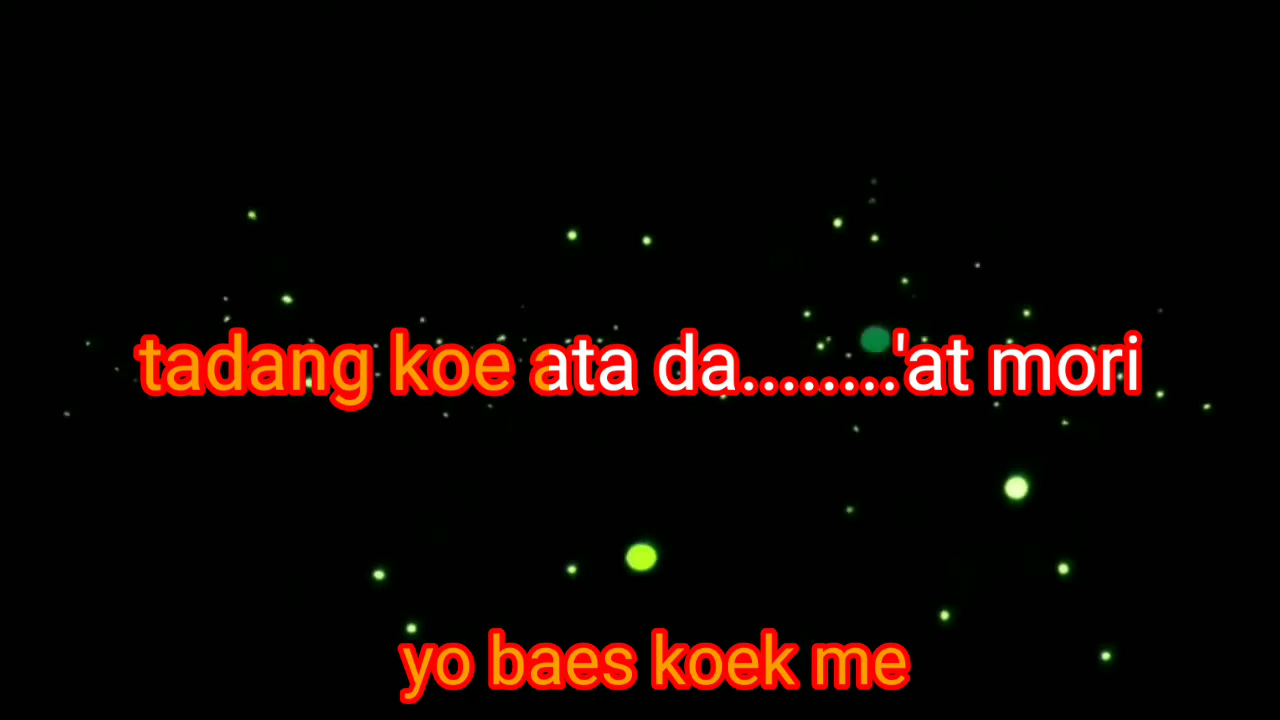 tadang koe ata da........'at mori
yo baes koek me